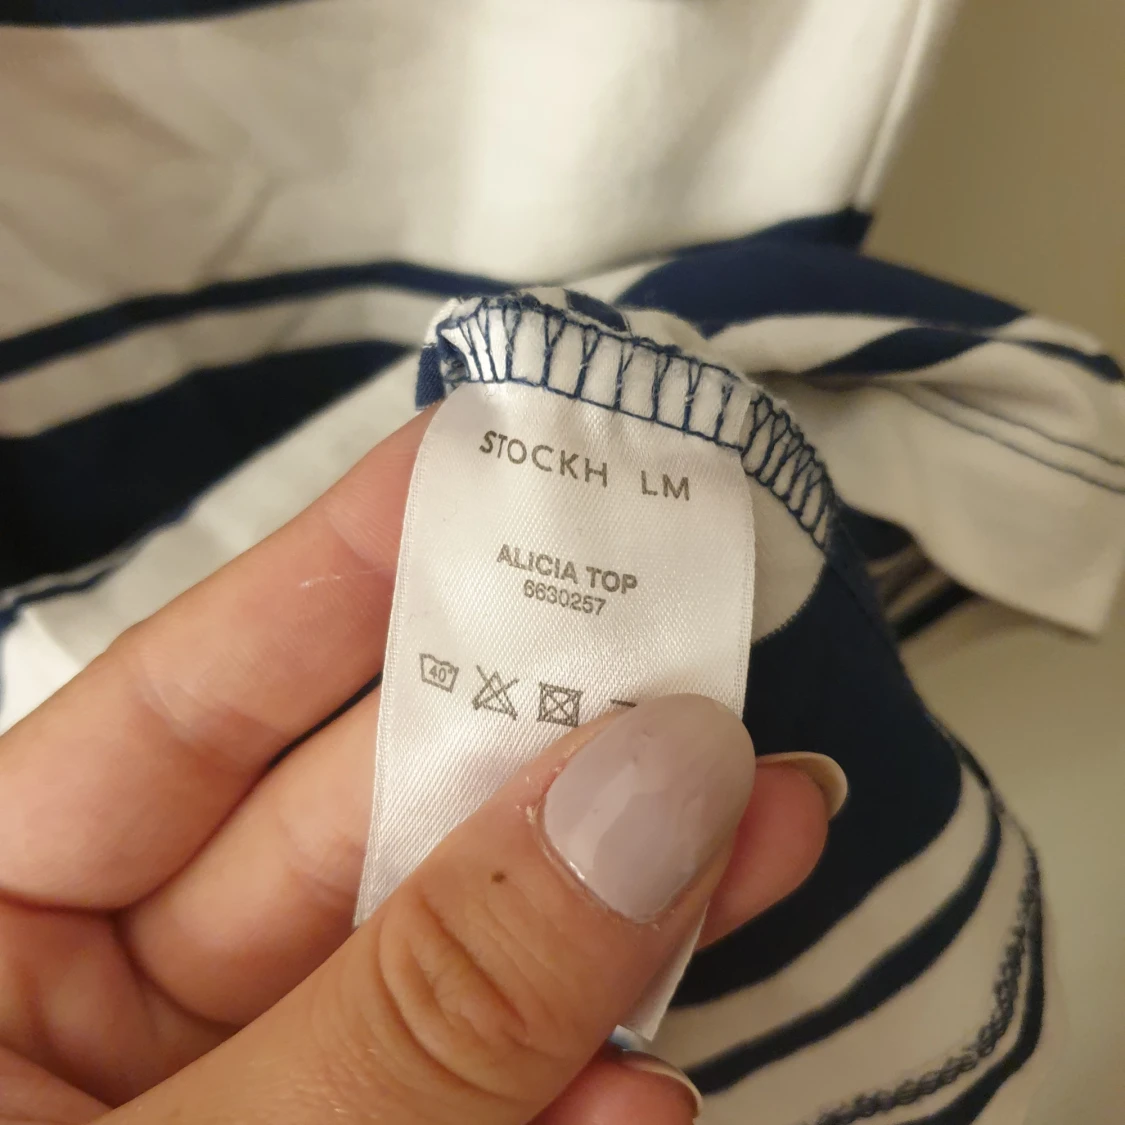 STOCKH LM
ALICIA TOP
6630257
40°